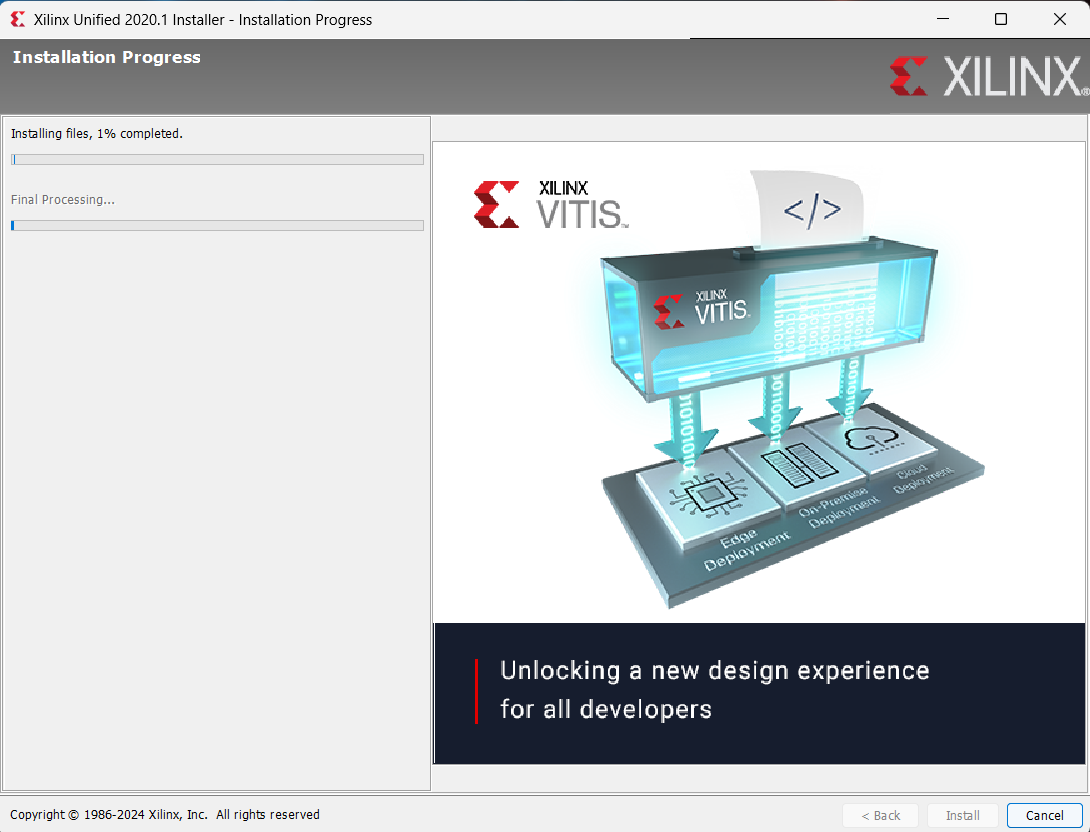 Xilinx Unified 2020.1 Installer - Installation Progress
Installation Progress
XILINX®
Installing files, 1% completed.
Final Processing...
XILINX
VITIS™
</>
XILINX
VITIS™
Edge
Deployment
On-Premise
Deployment
Cloud
Deployment
Unlocking a new design experience
for all developers
Copyright © 1986-2024 Xilinx, Inc.  All rights reserved
< Back
Install
Cancel